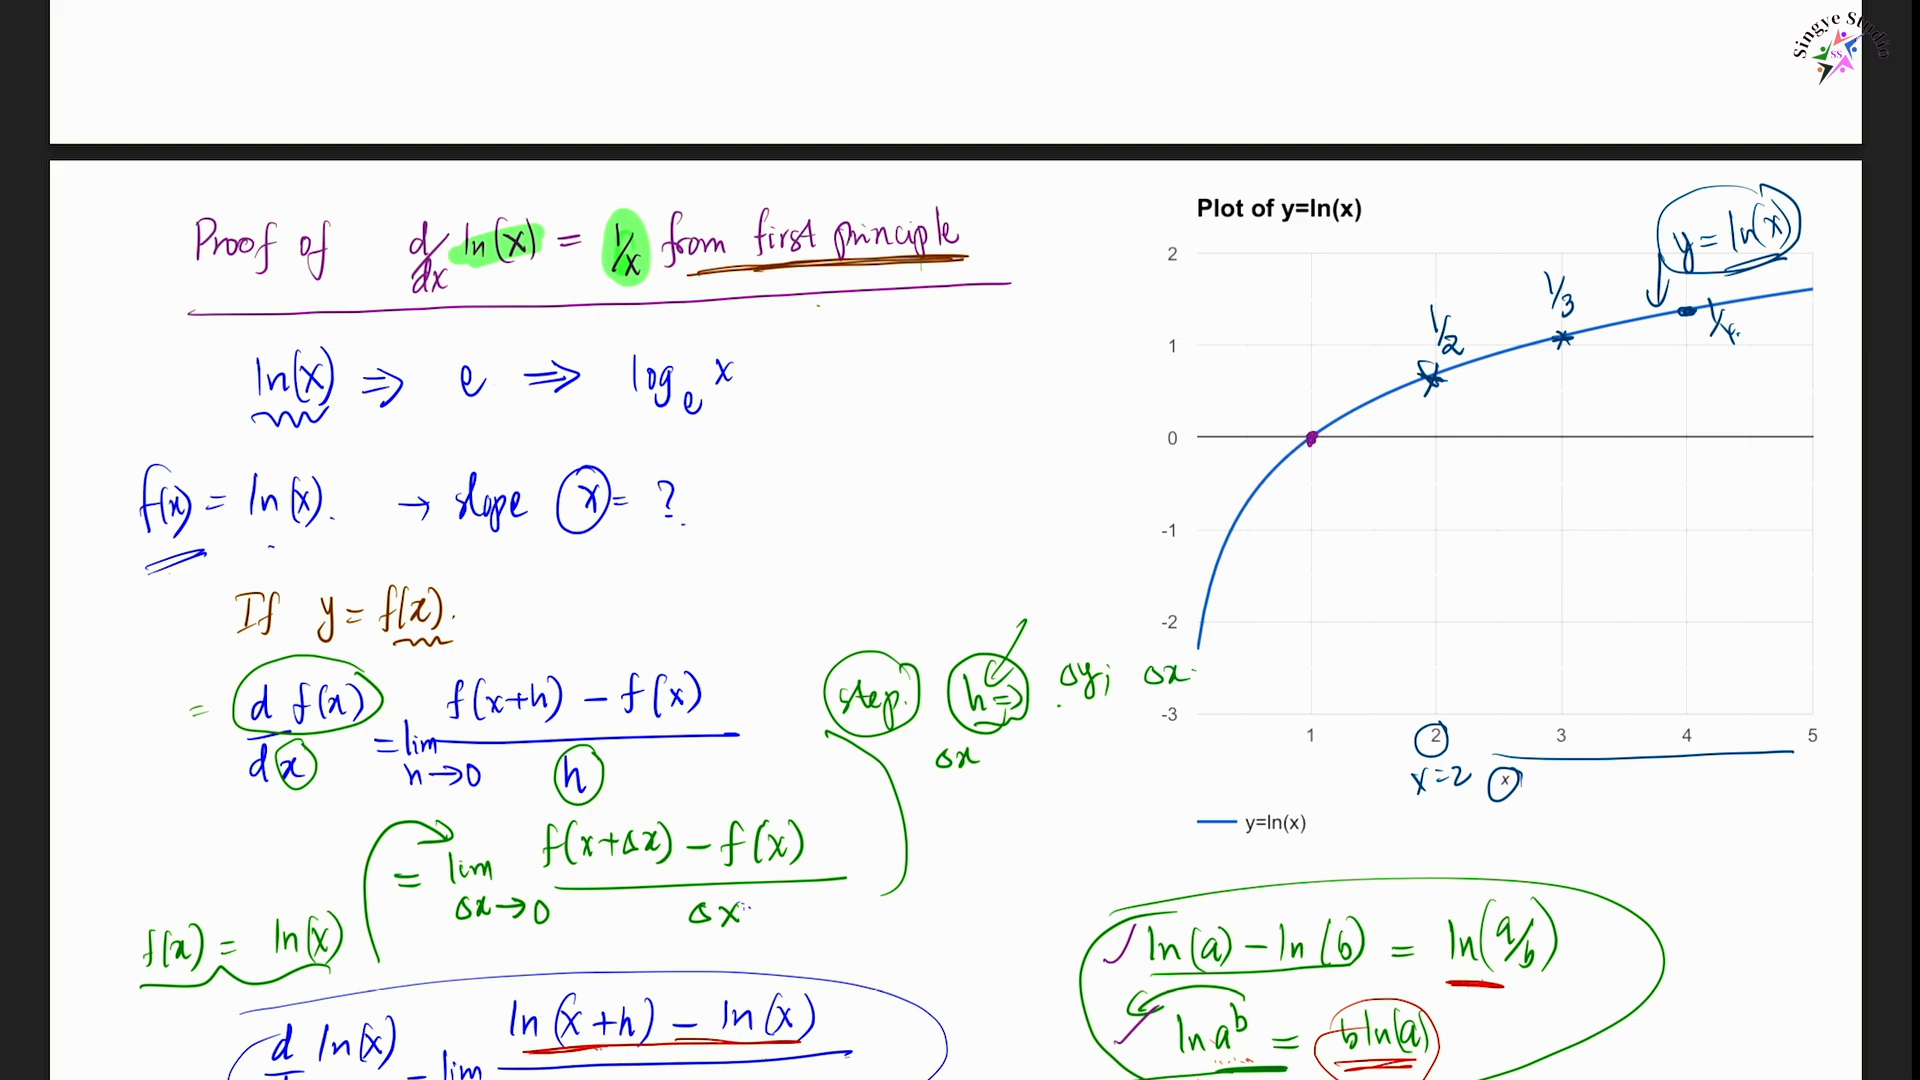 Singye Studio
SS
Proof of d/dx ln(x) = 1/x from first principle
ln(x) ⇒ e ⇒ log_e x
f(x) = ln(x). → slope x = ?
If y = f(x).
= d f(x)/dx = lim h→0 f(x+h) − f(x) / h
step. h ⇒ Δy; Δx
Δx
= lim Δx→0 f(x+Δx) − f(x) / Δx
f(x) = ln(x)
d ln(x) = lim ln(x+h) − ln(x)
Plot of y=ln(x)
y = ln(x)
2
1
0
-1
-2
-3
1/2
1/3
1/4
1 2 3 4 5
x=2 x
y=ln(x)
ln(a) − ln(b) = ln(a/b)
ln a^b = b ln(a)